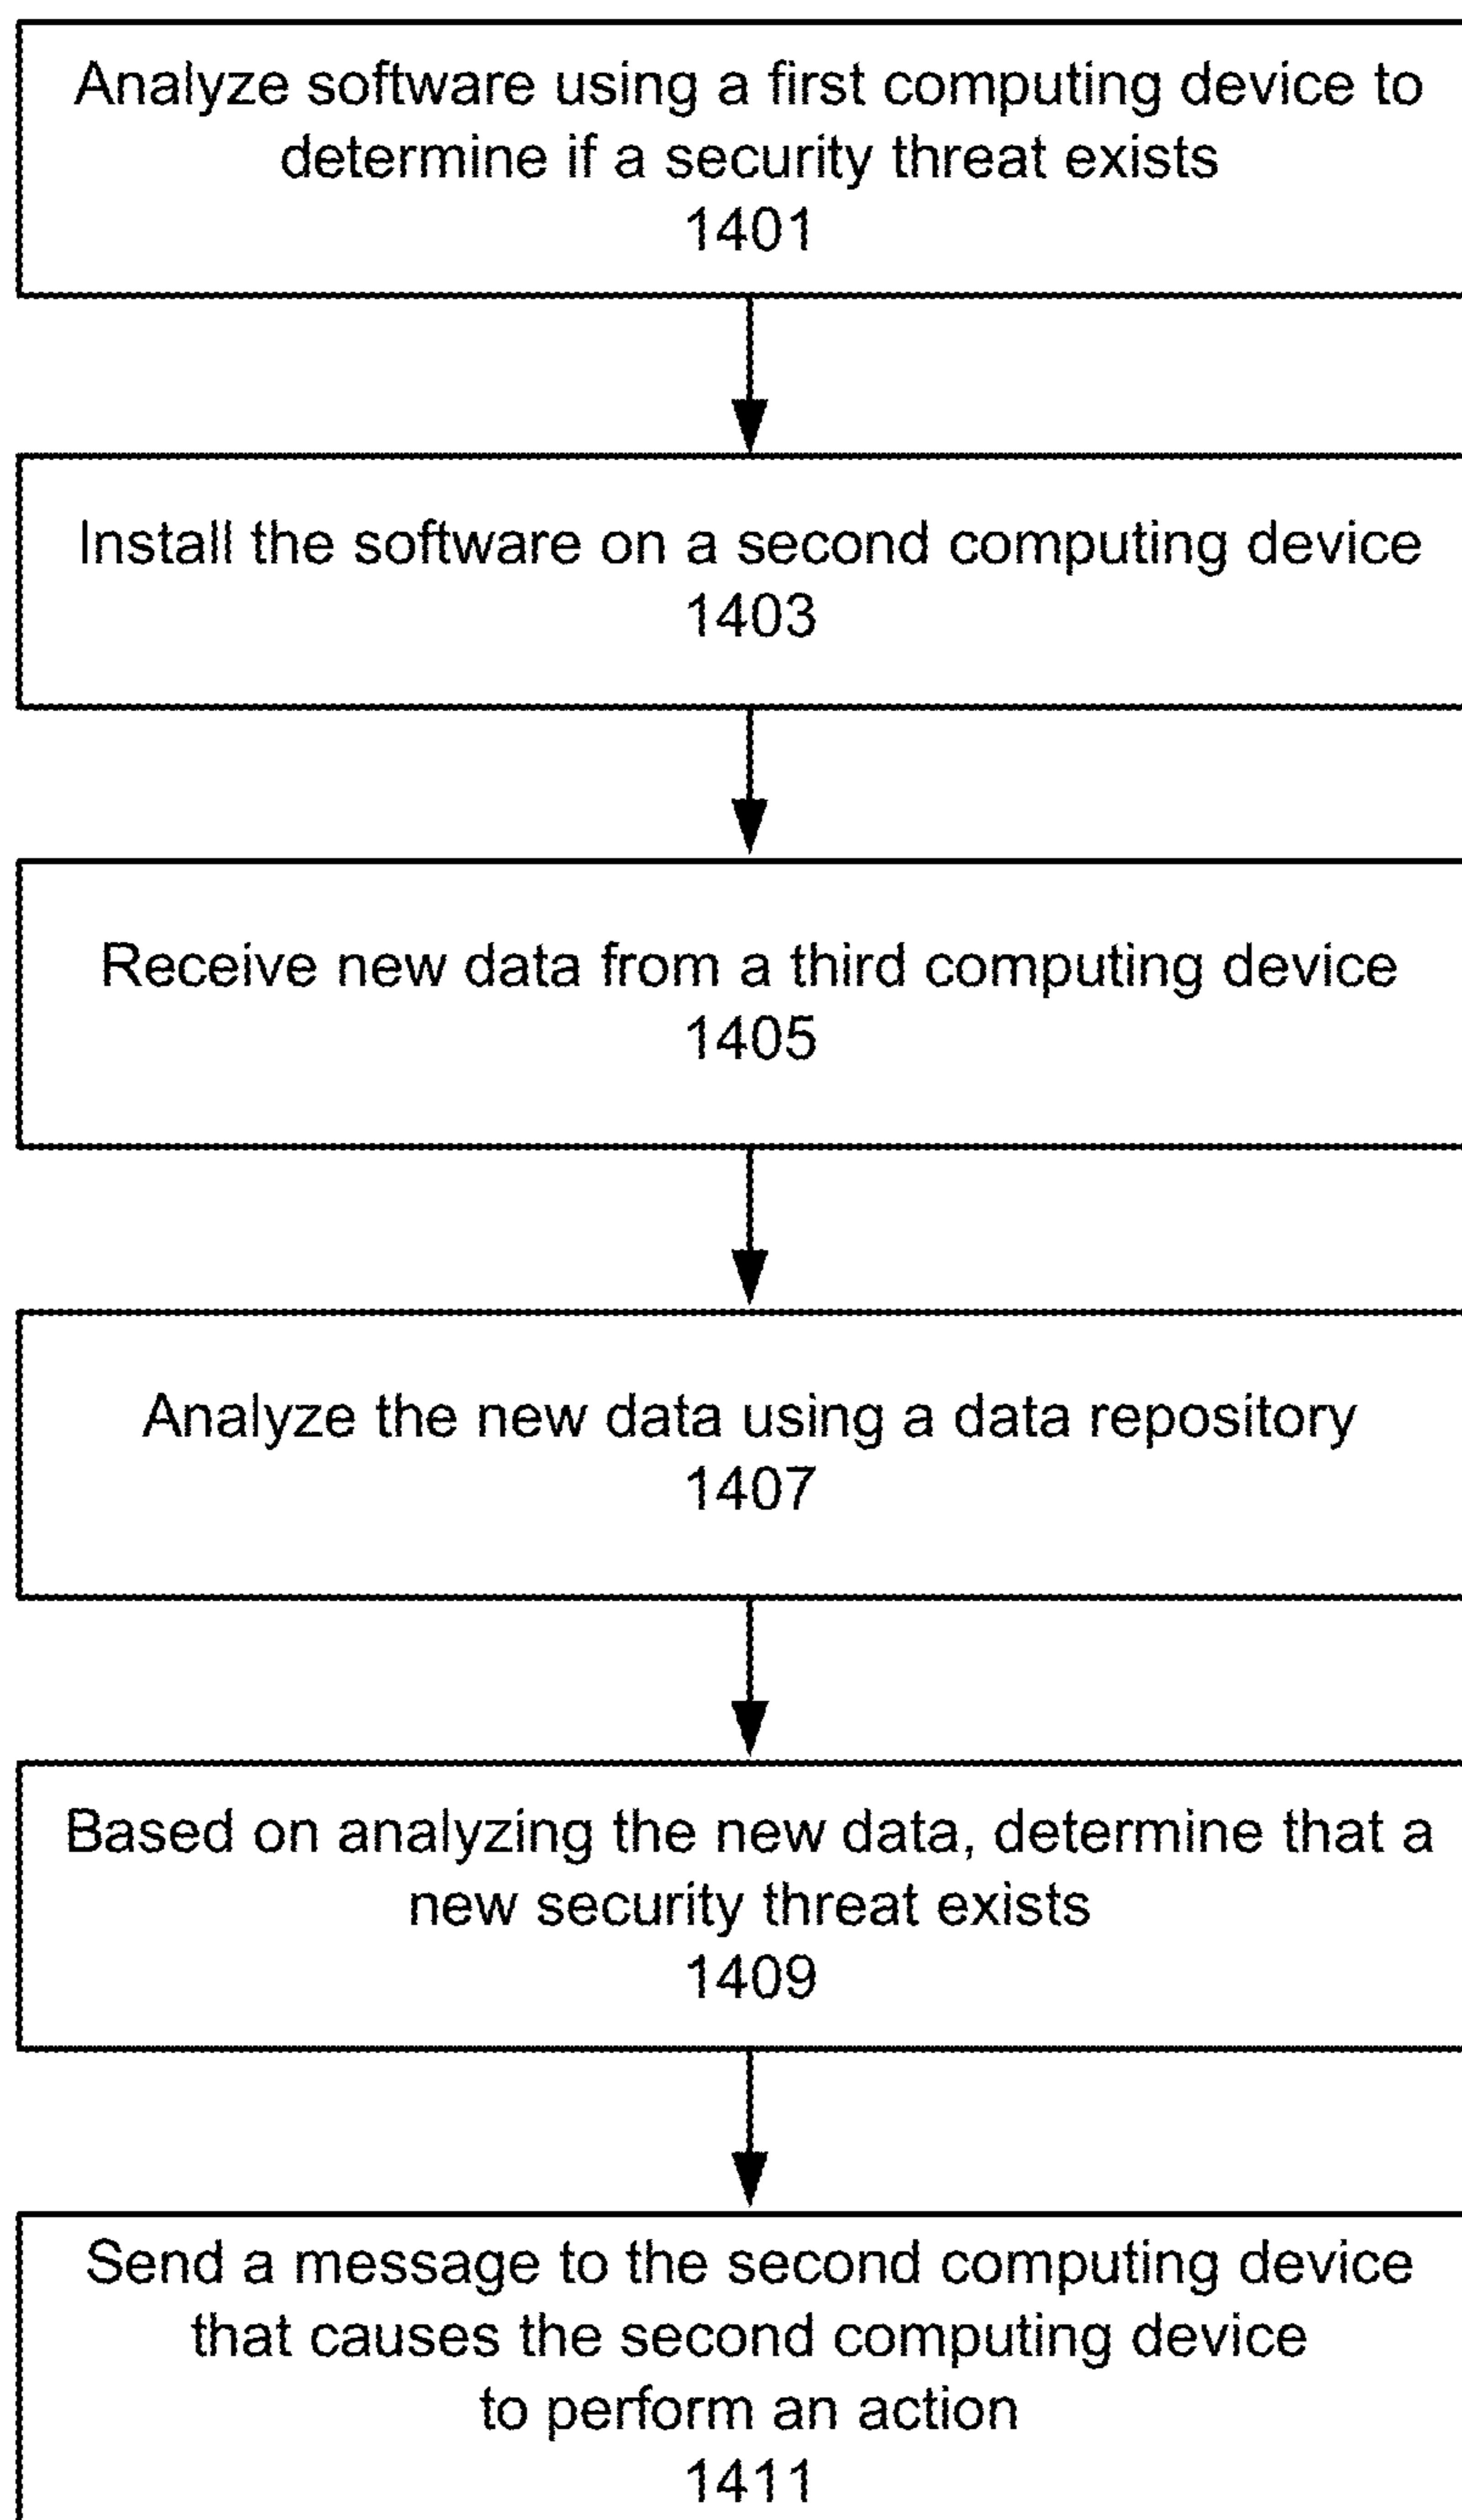 Analyze software using a first computing device to
determine if a security threat exists
1401
Install the software on a second computing device
1403
Receive new data from a third computing device
1405
Analyze the new data using a data repository
1407
Based on analyzing the new data, determine that a
new security threat exists
1409
Send a message to the second computing device
that causes the second computing device
to perform an action
1411